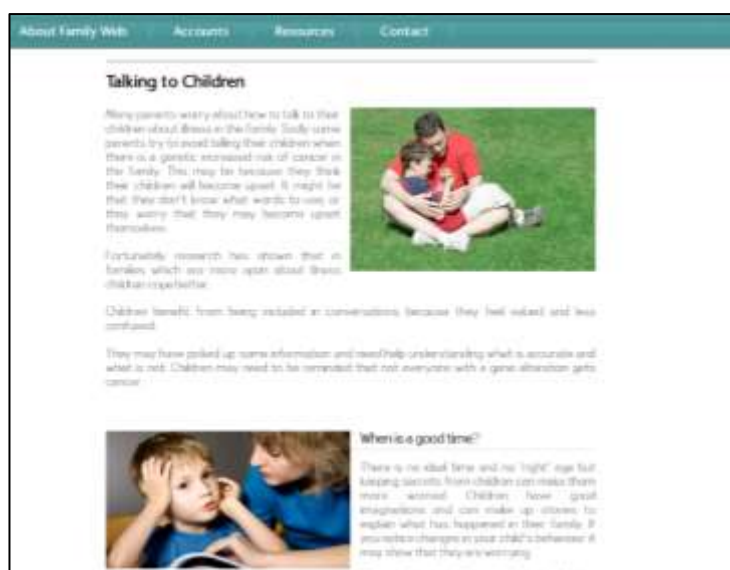 About Family Web Accounts Resources Contact
Talking to Children
Many parents worry about how to talk to their
children about illness in the family. Sadly some
parents try to avoid telling their children when
there is a genetic increased risk of cancer in
the family. This may be because they think
their children will become upset. It might be
that they don't know what words to use, or
they worry that they may become upset
themselves.
Fortunately research has shown that in
families which are more open about illness
children cope better.
Children benefit from being included in conversations, because they feel valued and less
confused.
They may have picked up some information and need help understanding what is accurate and
what is not. Children may need to be reminded that not everyone with a gene alteration gets
cancer.
When is a good time?
There is no ideal time and no 'right' age but
keeping secrets from children can make them
more worried. Children have good
imaginations and can make up stories to
explain what has happened in their family. If
you notice changes in your child's behaviour it
may show that they are worrying.